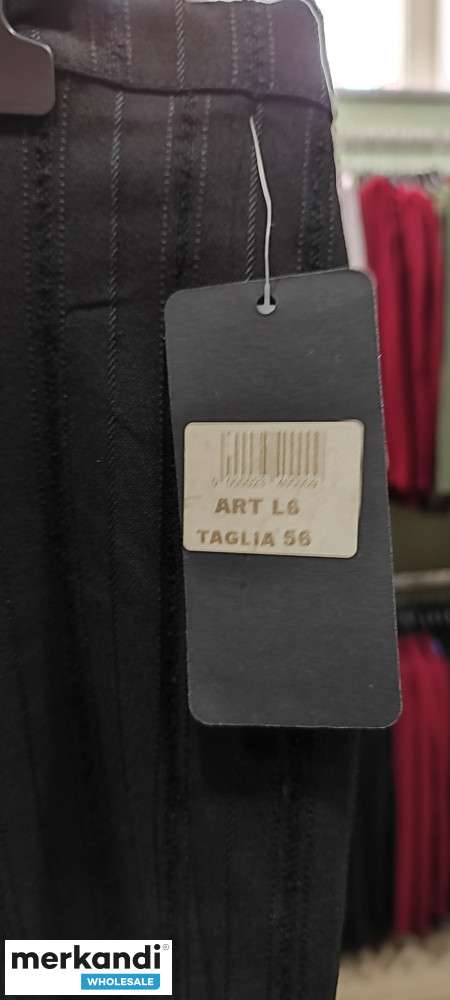 ART L6
TAGLIA 56
merkandi®
WHOLESALE